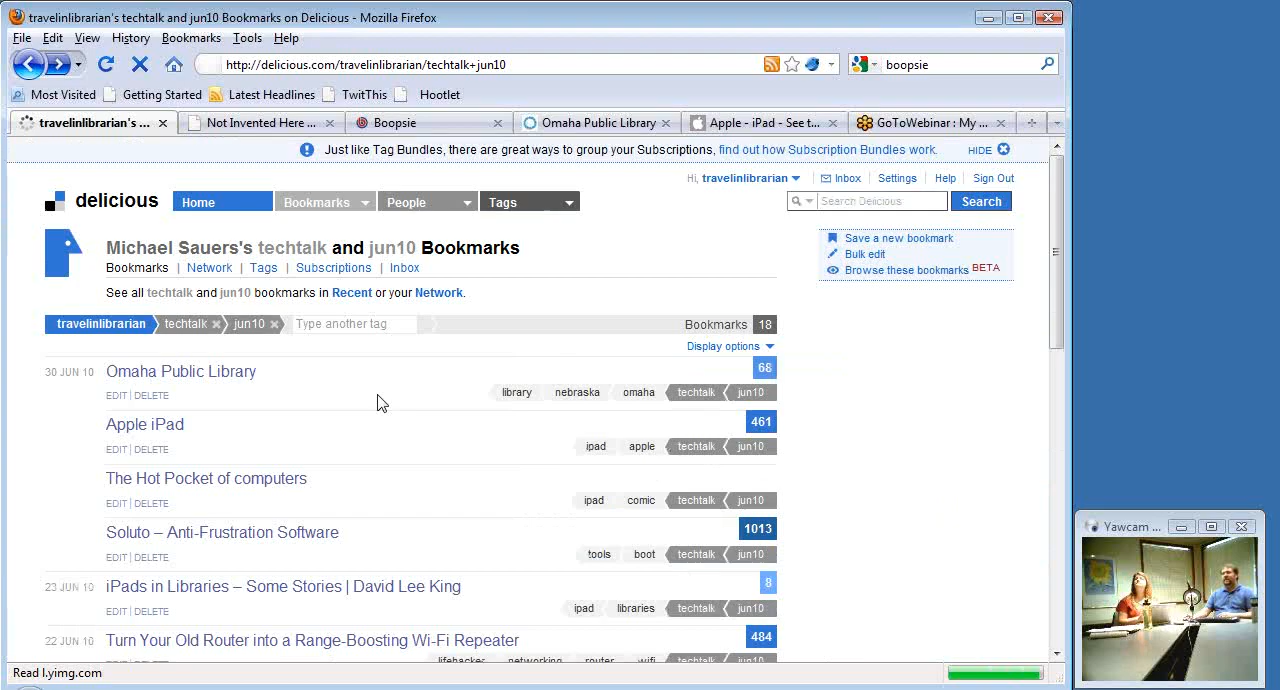 travelinlibrarian's techtalk and jun10 Bookmarks on Delicious - Mozilla Firefox
File Edit View History Bookmarks Tools Help
http://delicious.com/travelinlibrarian/techtalk+jun10
boopsie
Most Visited Getting Started Latest Headlines TwitThis Hootlet
travelinlibrarian's ... Not Invented Here ... Boopsie Omaha Public Library Apple - iPad - See t... GoToWebinar : My ...
Just like Tag Bundles, there are great ways to group your Subscriptions, find out how Subscription Bundles work. HIDE
Hi, travelinlibrarian Inbox Settings Help Sign Out
delicious Home Bookmarks People Tags Search Delicious Search
Michael Sauers's techtalk and jun10 Bookmarks
Bookmarks | Network | Tags | Subscriptions | Inbox
Save a new bookmark
Bulk edit
Browse these bookmarks BETA
See all techtalk and jun10 bookmarks in Recent or your Network.
travelinlibrarian techtalk jun10 Type another tag Bookmarks 18
Display options
30 JUN 10 Omaha Public Library 68
EDIT | DELETE library nebraska omaha techtalk jun10
Apple iPad 461
EDIT | DELETE ipad apple techtalk jun10
The Hot Pocket of computers
EDIT | DELETE ipad comic techtalk jun10
Soluto – Anti-Frustration Software 1013
EDIT | DELETE tools boot techtalk jun10
23 JUN 10 iPads in Libraries – Some Stories | David Lee King 8
EDIT | DELETE ipad libraries techtalk jun10
22 JUN 10 Turn Your Old Router into a Range-Boosting Wi-Fi Repeater 484
lifehacker networking router wifi techtalk jun10
Read l.yimg.com
Yawcam ...